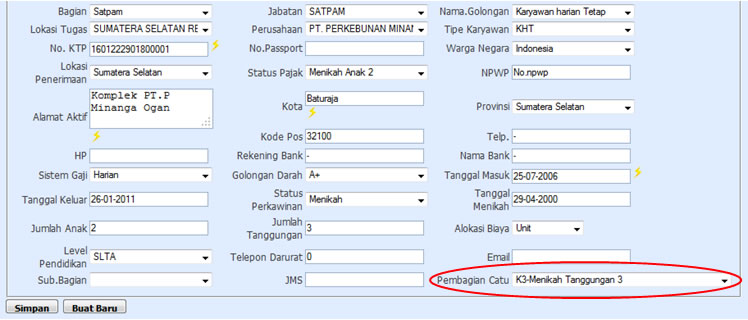 Bagian Satpam Jabatan SATPAM Nama.Golongan Karyawan harian Tetap
Lokasi Tugas SUMATERA SELATAN RE Perusahaan PT. PERKEBUNAN MINAN Tipe Karyawan KHT
No. KTP 1601222901800001 No.Passport Warga Negara Indonesia
Lokasi Penerimaan Sumatera Selatan Status Pajak Menikah Anak 2 NPWP No.npwp
Alamat Aktif Komplek PT.P
Minanga Ogan
Kota Baturaja Provinsi Sumatera Selatan
Kode Pos 32100 Telp. -
HP Rekening Bank - Nama Bank -
Sistem Gaji Harian Golongan Darah A+ Tanggal Masuk 25-07-2006
Tanggal Keluar 26-01-2011 Status Perkawinan Menikah Tanggal Menikah 29-04-2000
Jumlah Anak 2 Jumlah Tanggungan 3 Alokasi Biaya Unit
Level Pendidikan SLTA Telepon Darurat 0 Email
Sub.Bagian JMS Pembagian Catu K3-Menikah Tanggungan 3
Simpan Buat Baru